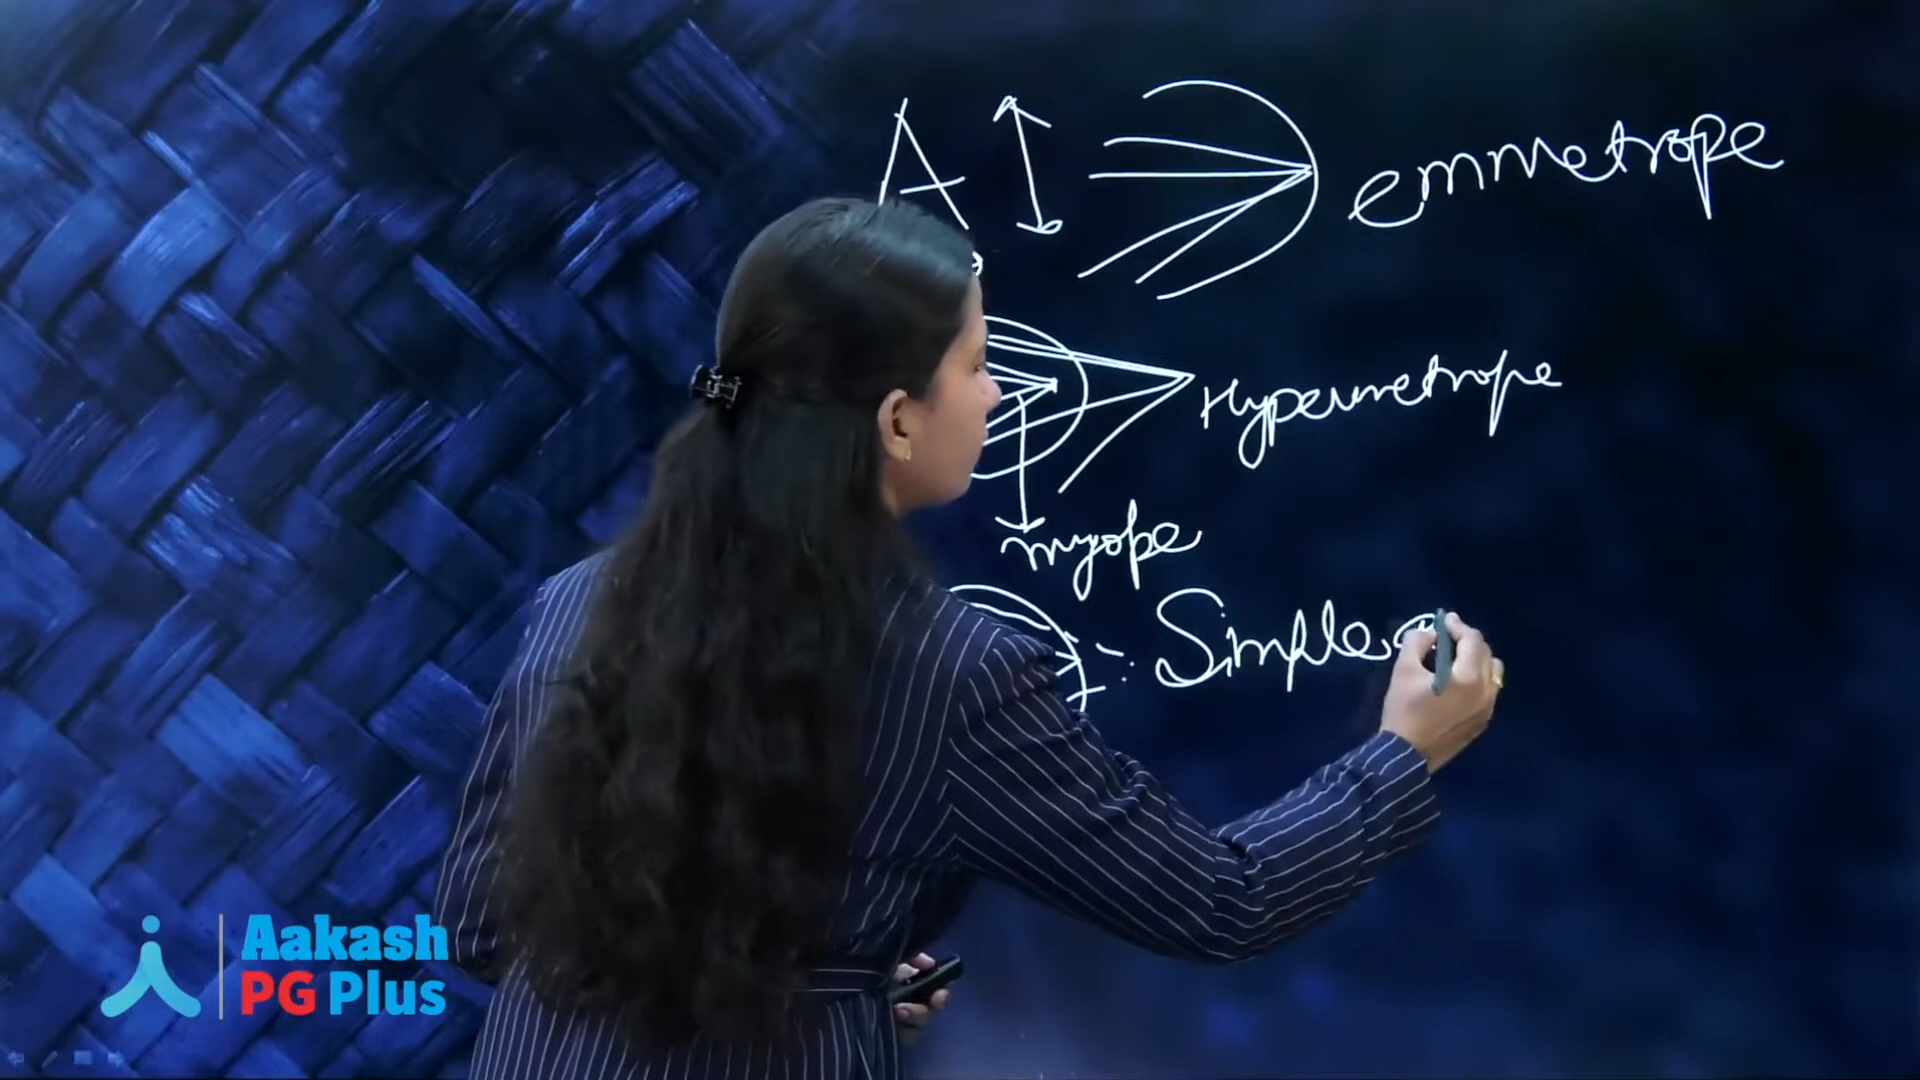 A
emmetrope
Hypermetrope
myope
: Simple
Aakash
PG Plus